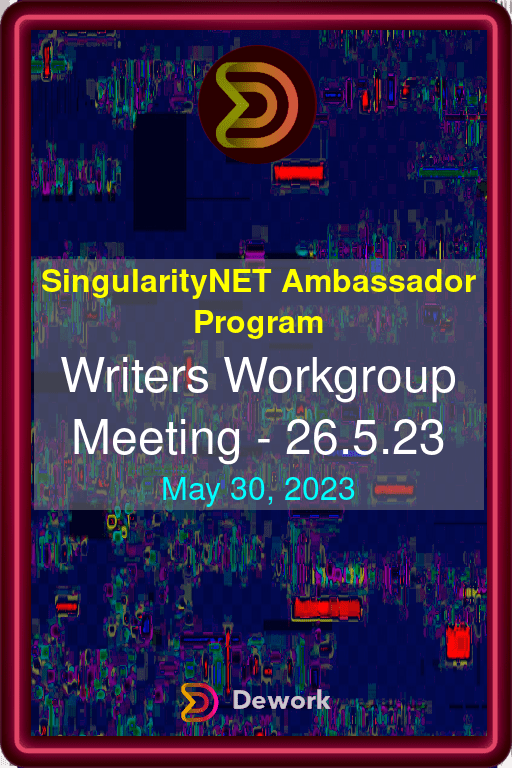 SingularityNET Ambassador
Program
Writers Workgroup
Meeting - 26.5.23
May 30, 2023
Dework